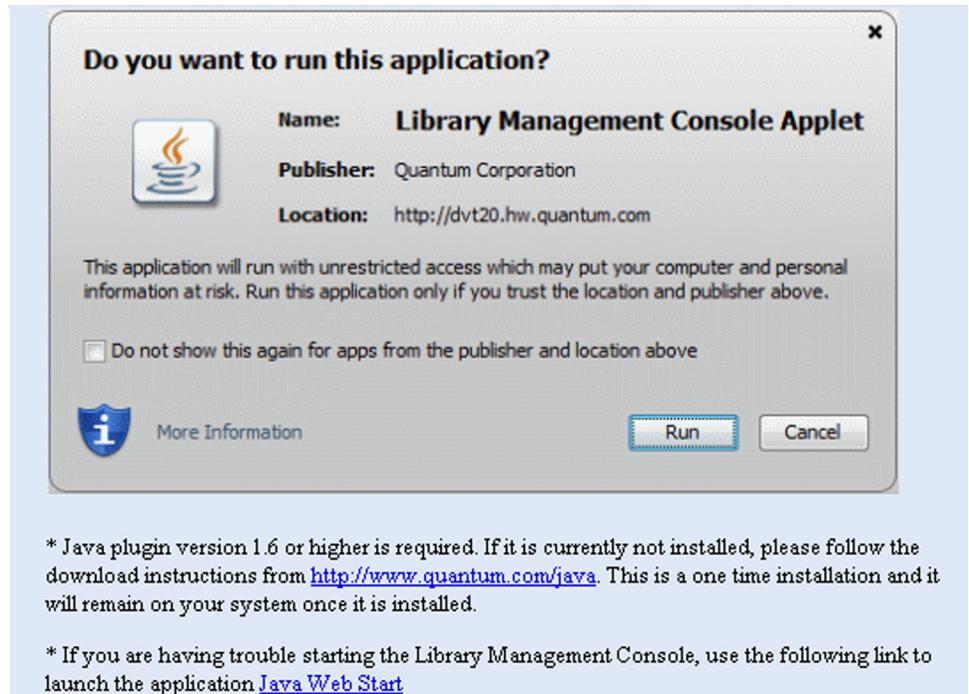 Do you want to run this application?
Name: Library Management Console Applet
Publisher: Quantum Corporation
Location: http://dvt20.hw.quantum.com
This application will run with unrestricted access which may put your computer and personal
information at risk. Run this application only if you trust the location and publisher above.
Do not show this again for apps from the publisher and location above
More Information
Run Cancel
* Java plugin version 1.6 or higher is required. If it is currently not installed, please follow the
download instructions from http://www.quantum.com/java. This is a one time installation and it
will remain on your system once it is installed.
* If you are having trouble starting the Library Management Console, use the following link to
launch the application Java Web Start